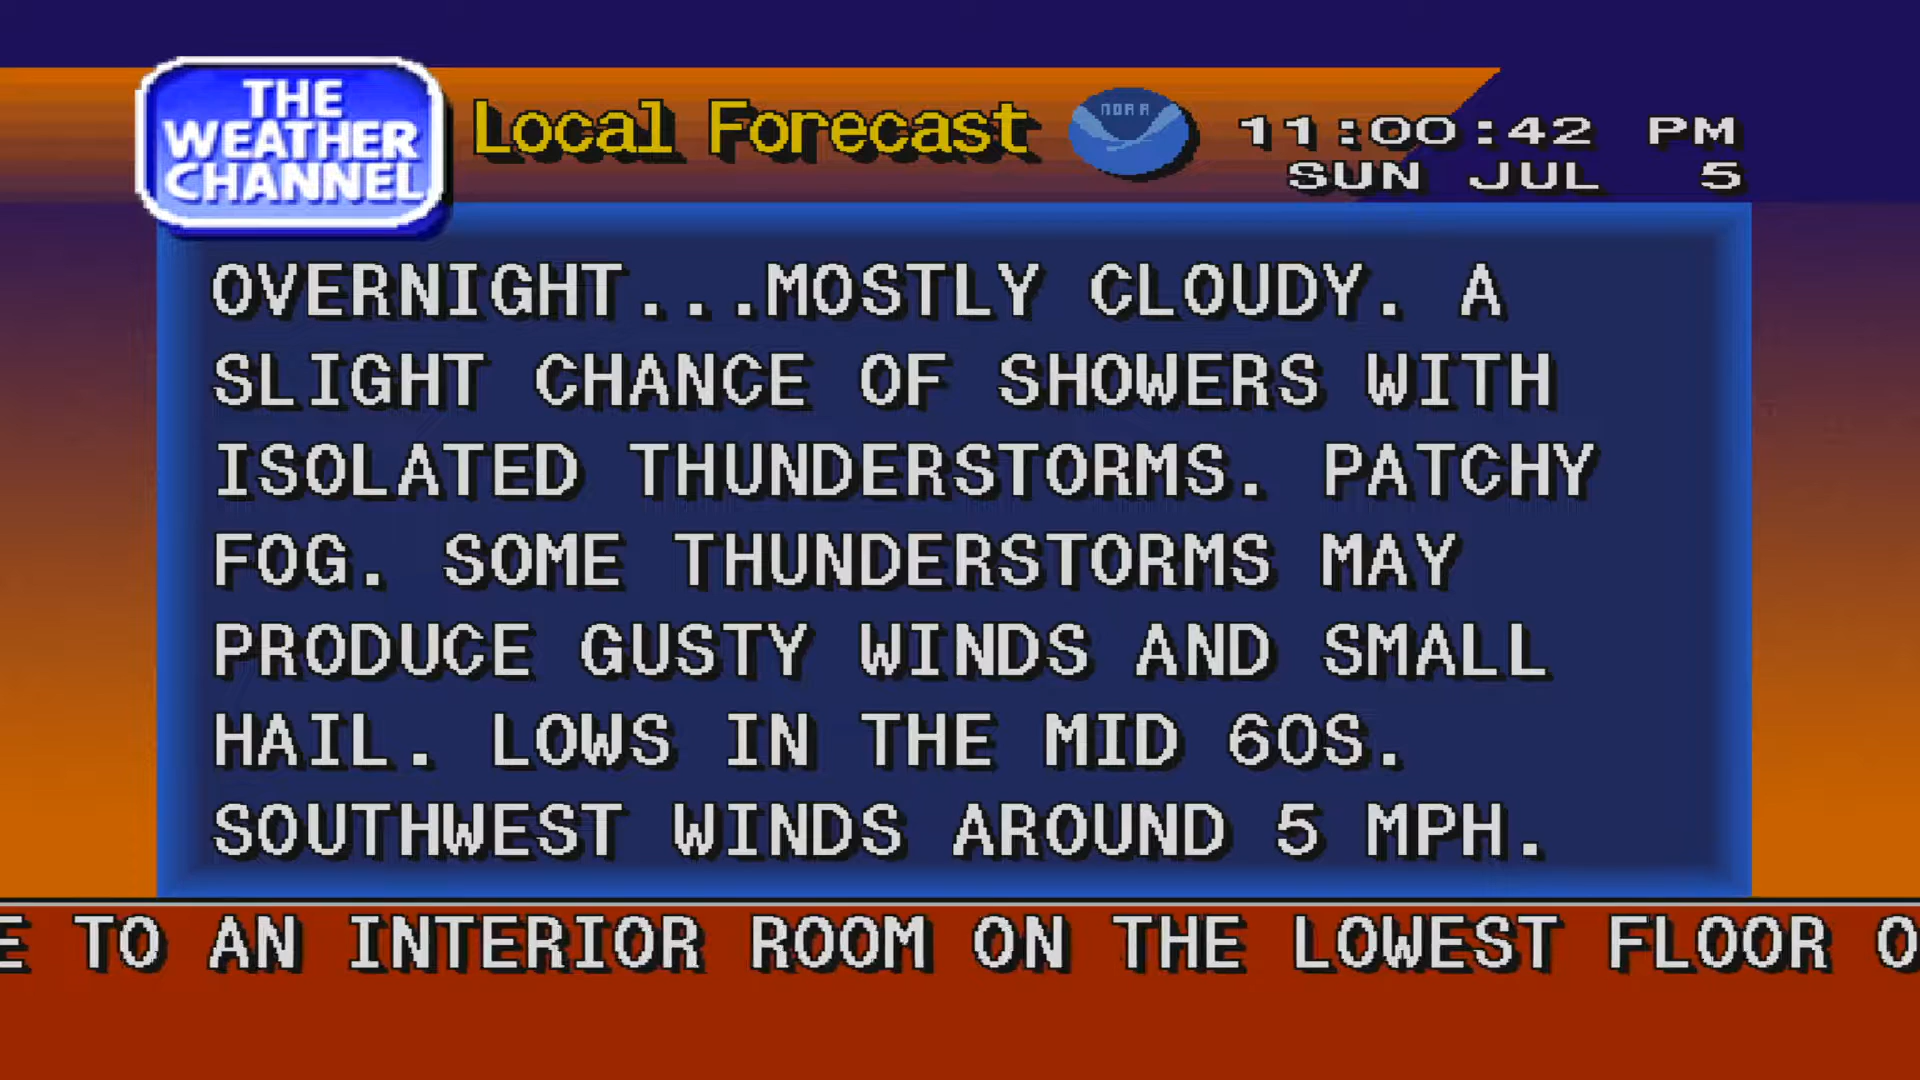 THE
WEATHER
CHANNEL
Local Forecast
NOAA
11:00:42 PM
SUN JUL 5
OVERNIGHT...MOSTLY CLOUDY. A
SLIGHT CHANCE OF SHOWERS WITH
ISOLATED THUNDERSTORMS. PATCHY
FOG. SOME THUNDERSTORMS MAY
PRODUCE GUSTY WINDS AND SMALL
HAIL. LOWS IN THE MID 60S.
SOUTHWEST WINDS AROUND 5 MPH.
E TO AN INTERIOR ROOM ON THE LOWEST FLOOR O